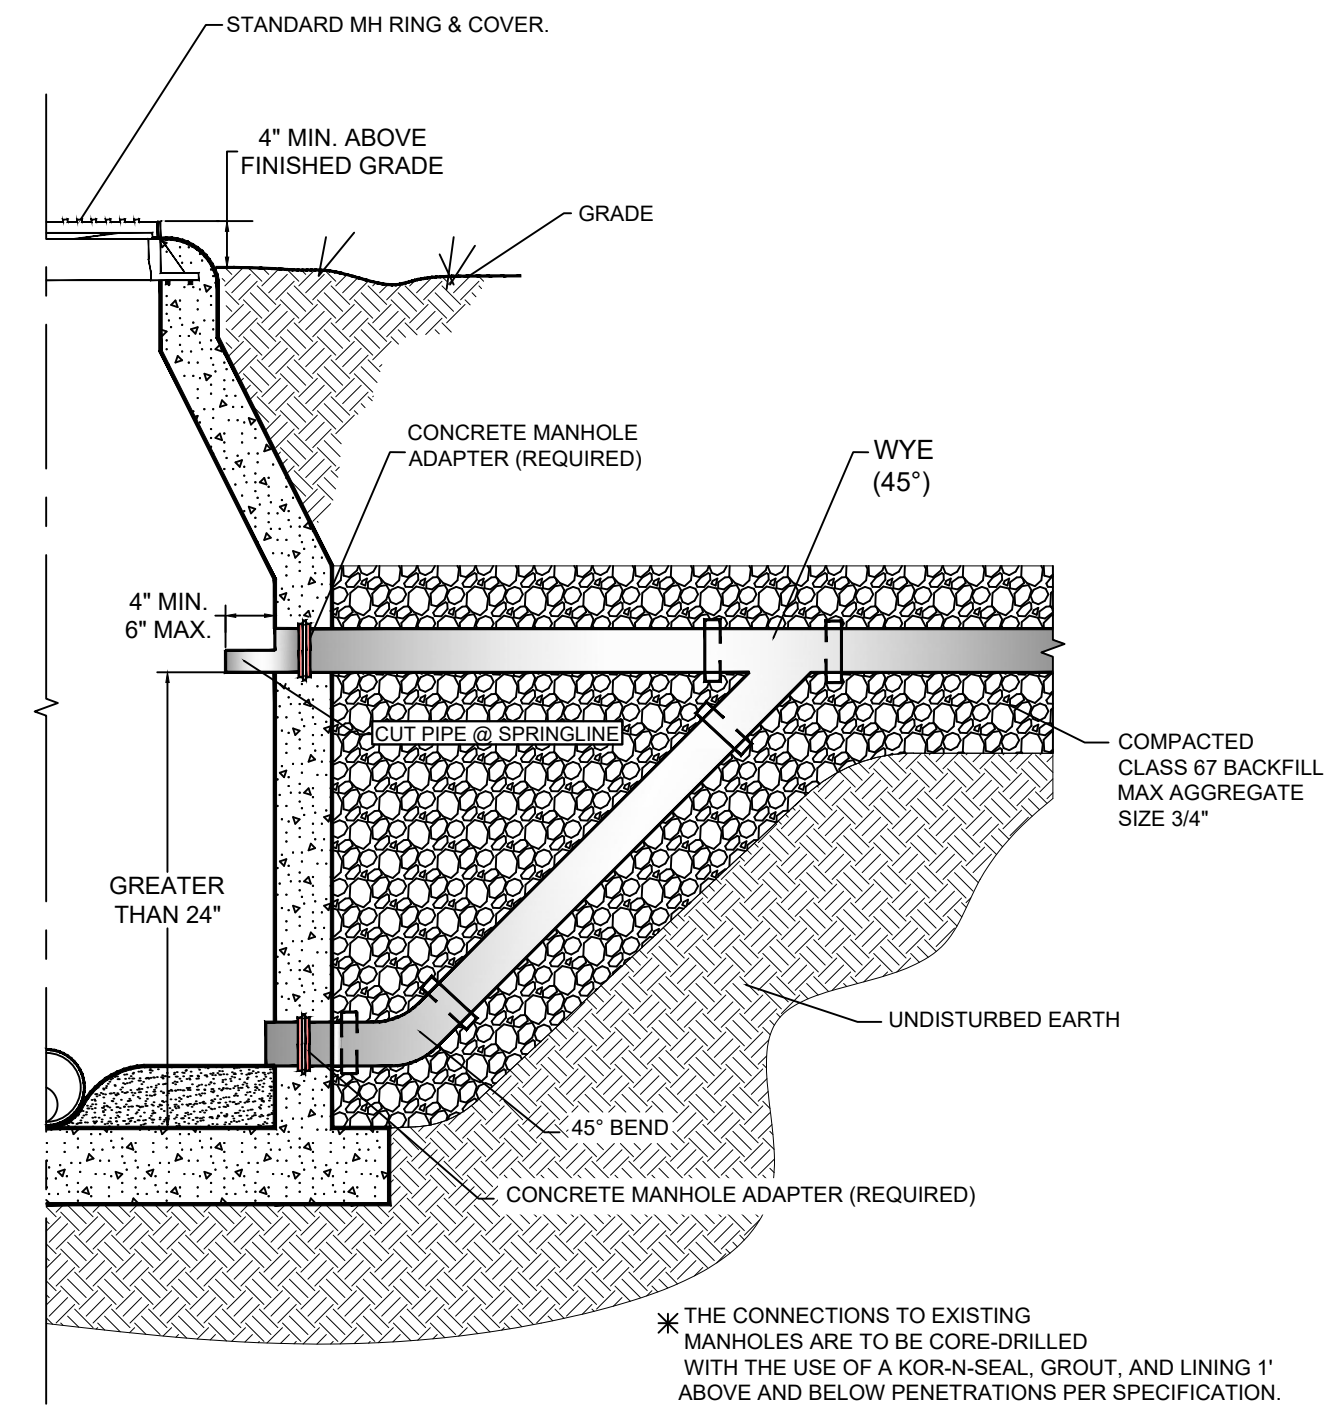 STANDARD MH RING & COVER.
4" MIN. ABOVE
FINISHED GRADE
GRADE
CONCRETE MANHOLE
ADAPTER (REQUIRED)
WYE
(45°)
4" MIN.
6" MAX.
CUT PIPE @ SPRINGLINE
COMPACTED
CLASS 67 BACKFILL
MAX AGGREGATE
SIZE 3/4"
GREATER
THAN 24"
UNDISTURBED EARTH
45° BEND
CONCRETE MANHOLE ADAPTER (REQUIRED)
* THE CONNECTIONS TO EXISTING
MANHOLES ARE TO BE CORE-DRILLED
WITH THE USE OF A KOR-N-SEAL, GROUT, AND LINING 1'
ABOVE AND BELOW PENETRATIONS PER SPECIFICATION.